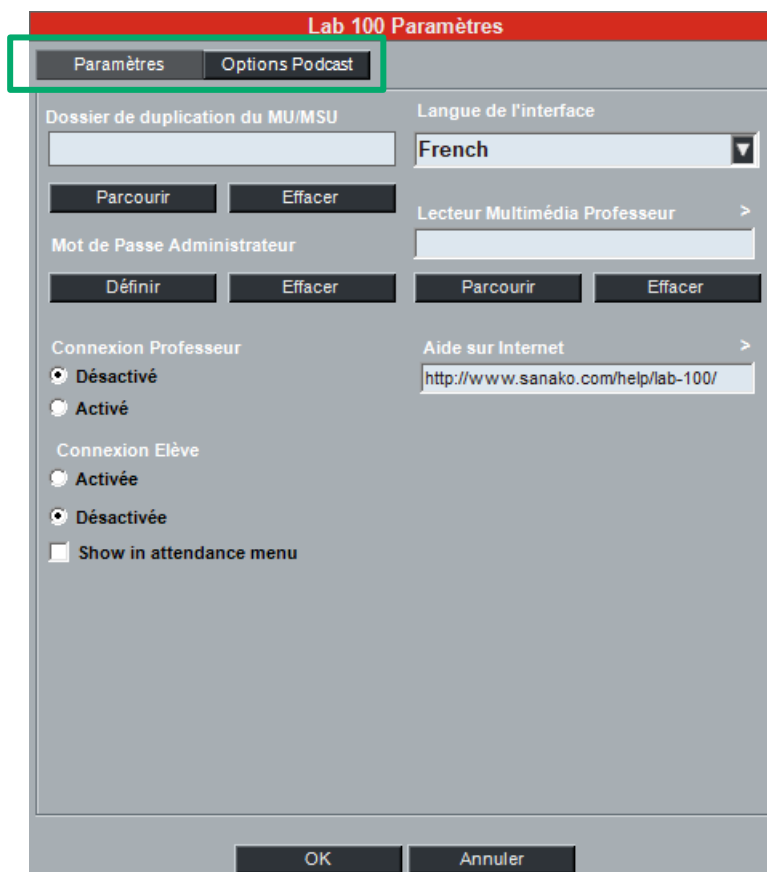 Lab 100 Paramètres
Paramètres
Options Podcast
Dossier de duplication du MU/MSU
Parcourir
Effacer
Mot de Passe Administrateur
Définir
Effacer
Connexion Professeur
Désactivé
Activé
Connexion Elève
Activée
Désactivée
Show in attendance menu
Langue de l'interface
French
Lecteur Multimédia Professeur >
Parcourir
Effacer
Aide sur Internet >
http://www.sanako.com/help/lab-100/
OK
Annuler